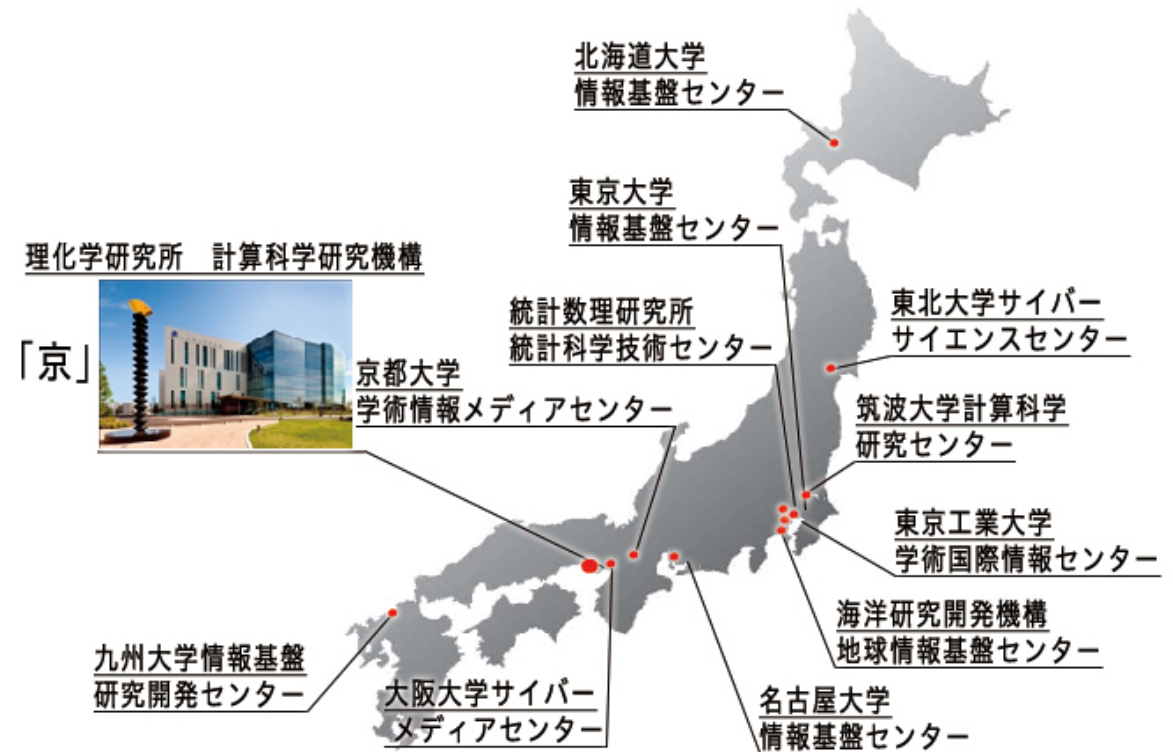 北海道大学
情報基盤センター
東京大学
情報基盤センター
理化学研究所　計算科学研究機構
「京」
統計数理研究所
統計科学技術センター
東北大学サイバー
サイエンスセンター
京都大学
学術情報メディアセンター
筑波大学計算科学
研究センター
東京工業大学
学術国際情報センター
海洋研究開発機構
地球情報基盤センター
九州大学情報基盤
研究開発センター
大阪大学サイバー
メディアセンター
名古屋大学
情報基盤センター